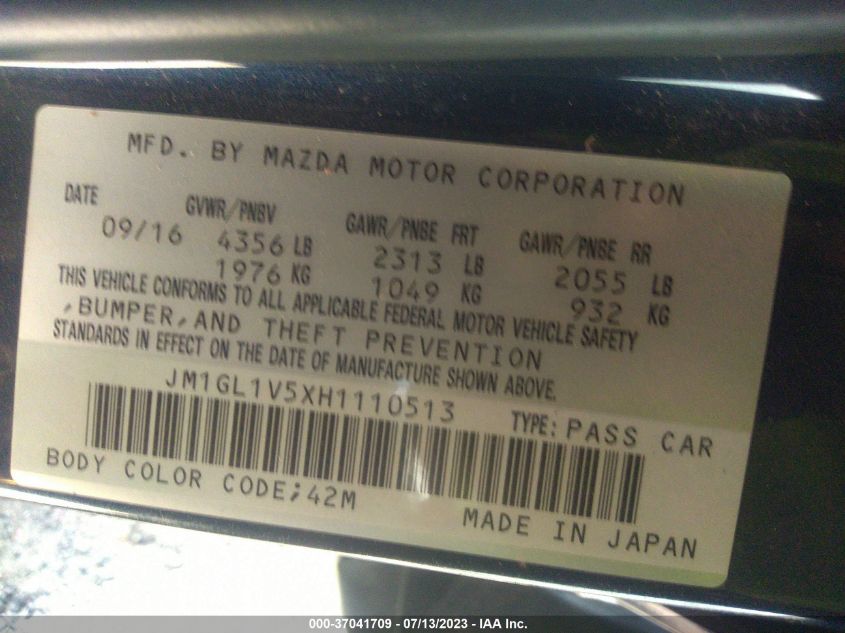 MFD. BY MAZDA MOTOR CORPORATION
DATE GVWR/PNBV GAWR/PNBE FRT GAWR/PNBE RR
09/16 4356 LB 2313 LB 2055 LB
1976 KG 1049 KG 932 KG
THIS VEHICLE CONFORMS TO ALL APPLICABLE FEDERAL MOTOR VEHICLE SAFETY
,BUMPER,AND THEFT PREVENTION
STANDARDS IN EFFECT ON THE DATE OF MANUFACTURE SHOWN ABOVE.
JM1GL1V5XH1110513 TYPE: PASS CAR
BODY COLOR CODE;42M MADE IN JAPAN
000-37041709 - 07/13/2023 - IAA Inc.